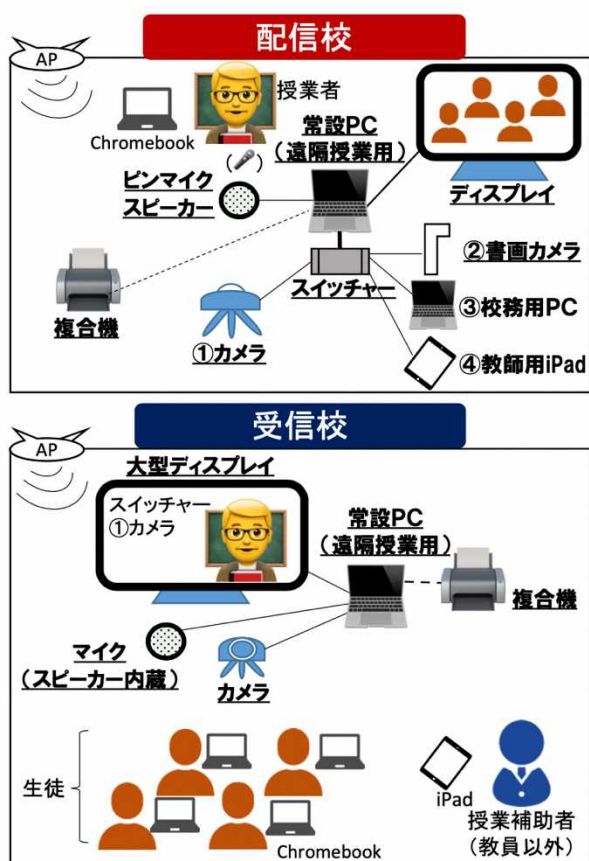 配信校
AP
授業者
Chromebook
常設PC
(遠隔授業用)
ピンマイク
スピーカー
ディスプレイ
スイッチャー
②書画カメラ
③校務用PC
④教師用iPad
複合機
①カメラ
受信校
AP
大型ディスプレイ
スイッチャー
①カメラ
常設PC
(遠隔授業用)
複合機
マイク
(スピーカー内蔵)
カメラ
生徒
Chromebook
iPad
授業補助者
(教員以外)